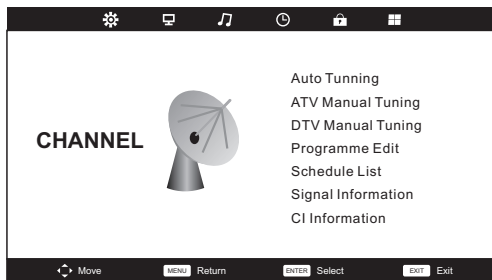 CHANNEL
Auto Tunning
ATV Manual Tuning
DTV Manual Tuning
Programme Edit
Schedule List
Signal Information
CI Information
Move MENU Return ENTER Select EXIT Exit